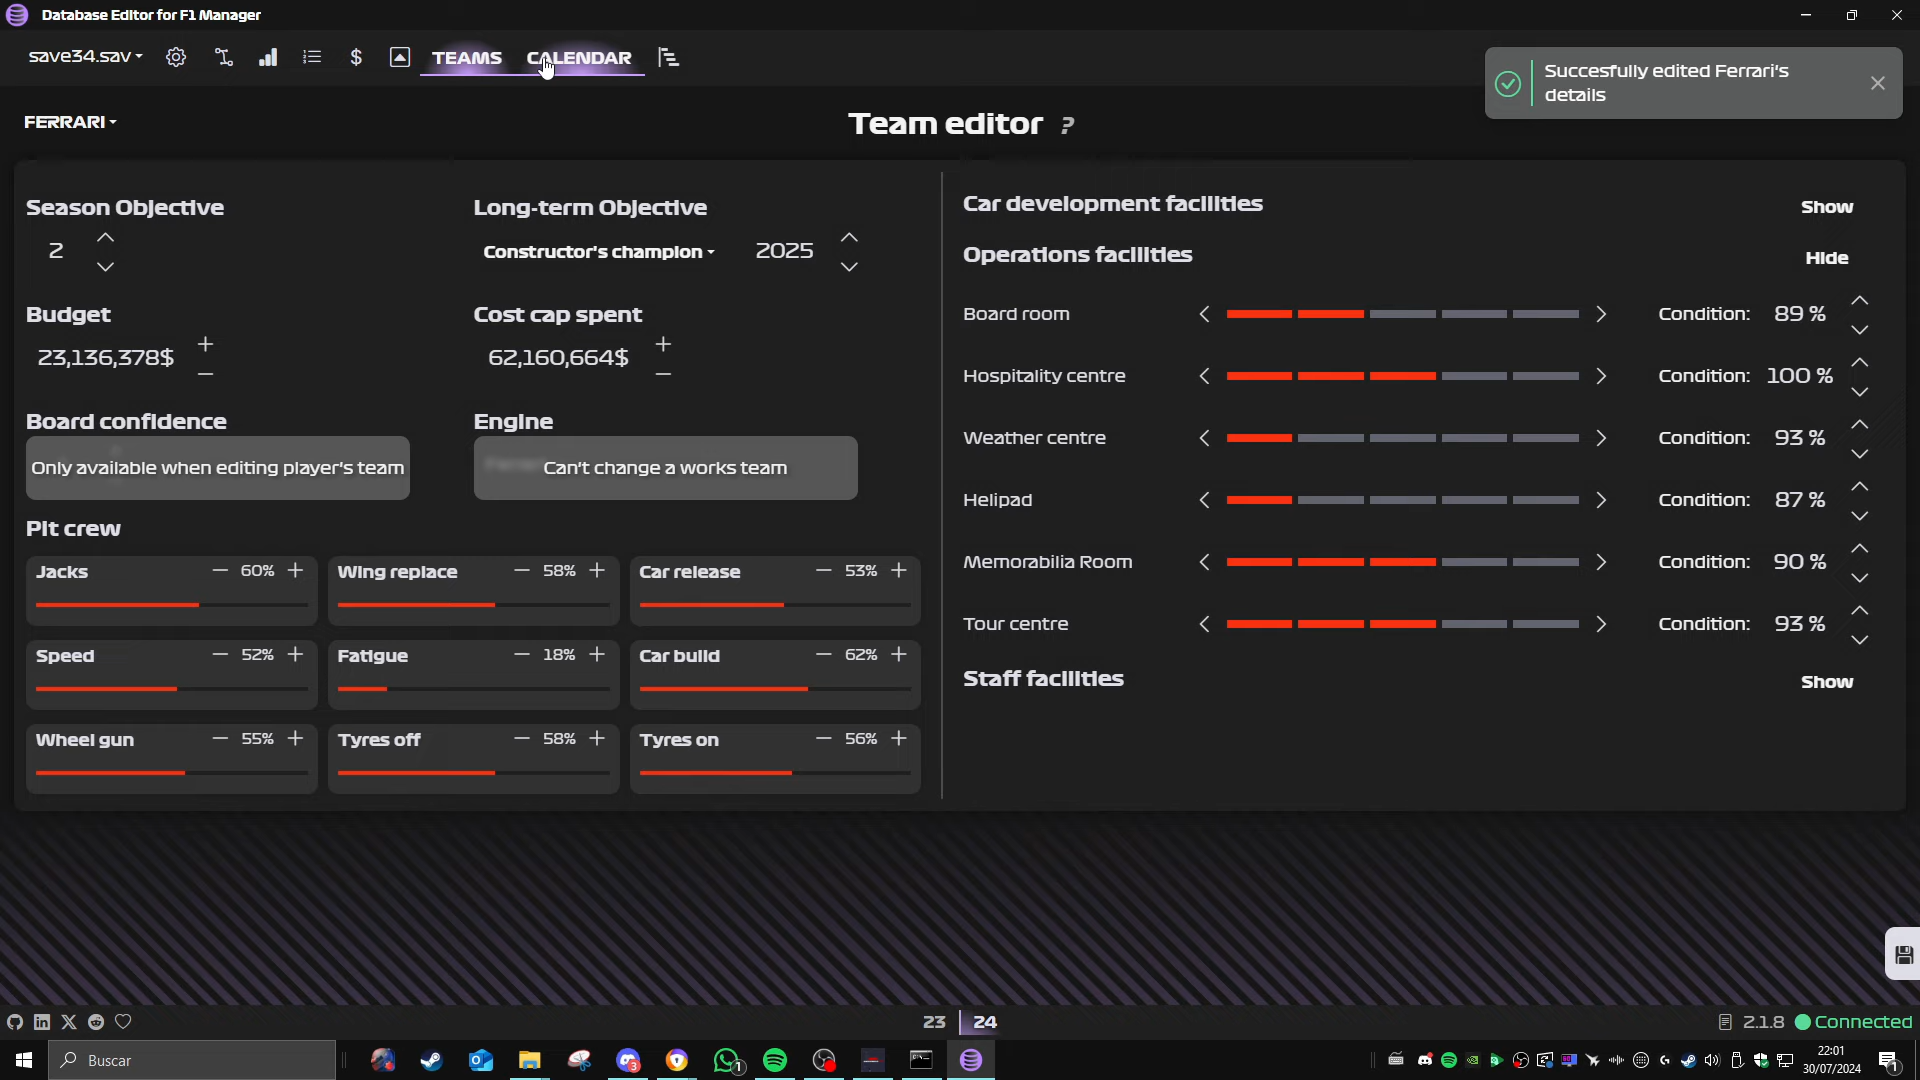 Database Editor for F1 Manager
save34.sav
$
TEAMS
CALENDAR
Succesfully edited Ferrari's
details
FERRARI
Team editor ?
Season Objective
2
Long-term Objective
Constructor's champion
2025
Budget
23,136,378$
Cost cap spent
62,160,664$
Board confidence
Only available when editing player's team
Engine
Can't change a works team
Pit crew
Jacks 60%
Wing replace 58%
Car release 53%
Speed 52%
Fatigue 18%
Car build 62%
Wheel gun 55%
Tyres off 58%
Tyres on 56%
Car development facilities Show
Operations facilities Hide
Board room Condition: 89 %
Hospitality centre Condition: 100 %
Weather centre Condition: 93 %
Helipad Condition: 87 %
Memorabilia Room Condition: 90 %
Tour centre Condition: 93 %
Staff facilities Show
23 24
2.1.8 Connected
Buscar
3
1
22:01
30/07/2024
1